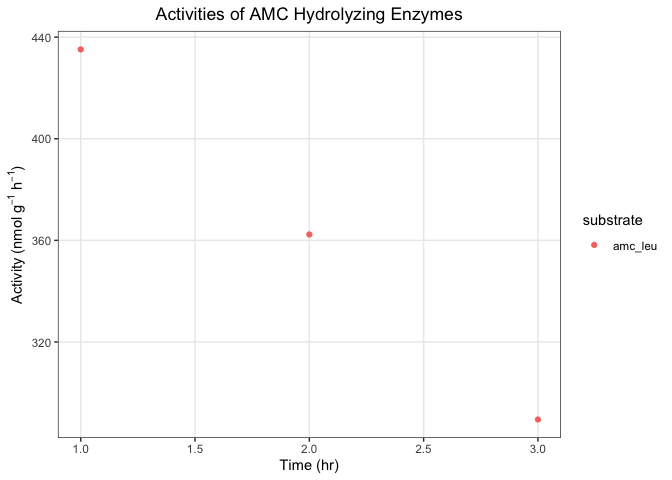 Activities of AMC Hydrolyzing Enzymes
Activity (nmol g⁻¹ h⁻¹)
440
400
360
320
1.0 1.5 2.0 2.5 3.0
Time (hr)
substrate
amc_leu